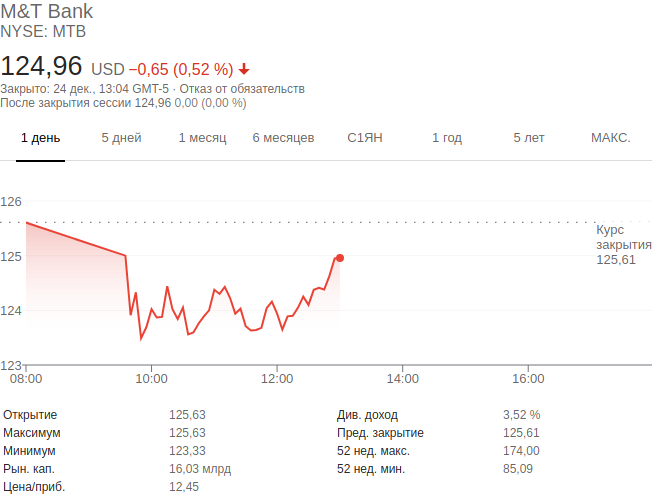 M&T Bank
NYSE: MTB
124,96 USD −0,65 (0,52 %)
Закрыто: 24 дек., 13:04 GMT-5 · Отказ от обязательств
После закрытия сессии 124,96 0,00 (0,00 %)
1 день 5 дней 1 месяц 6 месяцев С1ЯН 1 год 5 лет МАКС.
126
Курс
закрытия
125,61
125
124
123
08:00 10:00 12:00 14:00 16:00
Открытие 125,63 Див. доход 3,52 %
Максимум 125,63 Пред. закрытие 125,61
Минимум 123,33 52 нед. макс. 174,00
Рын. кап. 16,03 млрд 52 нед. мин. 85,09
Цена/приб. 12,45